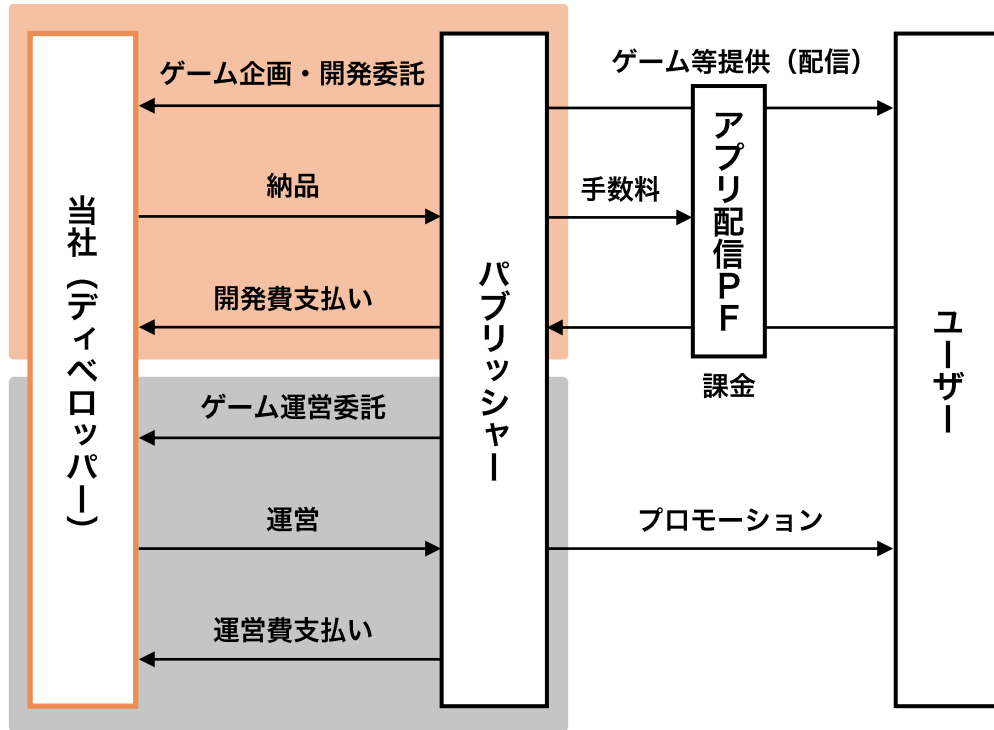 当社（ディベロッパー）
ゲーム企画・開発委託
納品
開発費支払い
ゲーム運営委託
運営
運営費支払い
パブリッシャー
ゲーム等提供（配信）
手数料
アプリ配信PF
課金
プロモーション
ユーザー